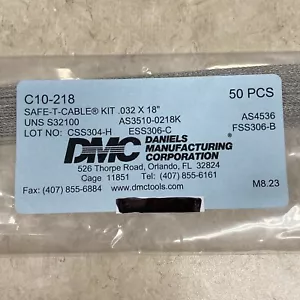 C10-218 50 PCS
SAFE-T-CABLE® KIT .032 X 18"
UNS S32100 AS3510-0218K AS4536
LOT NO: CSS304-H ESS306-C FSS306-B
DMC DANIELS
MANUFACTURING
CORPORATION
526 Thorpe Road, Orlando, FL 32824
Cage 11851 Tel (407) 855-6161
Fax (407) 855-6884 www.dmctools.com M8.23